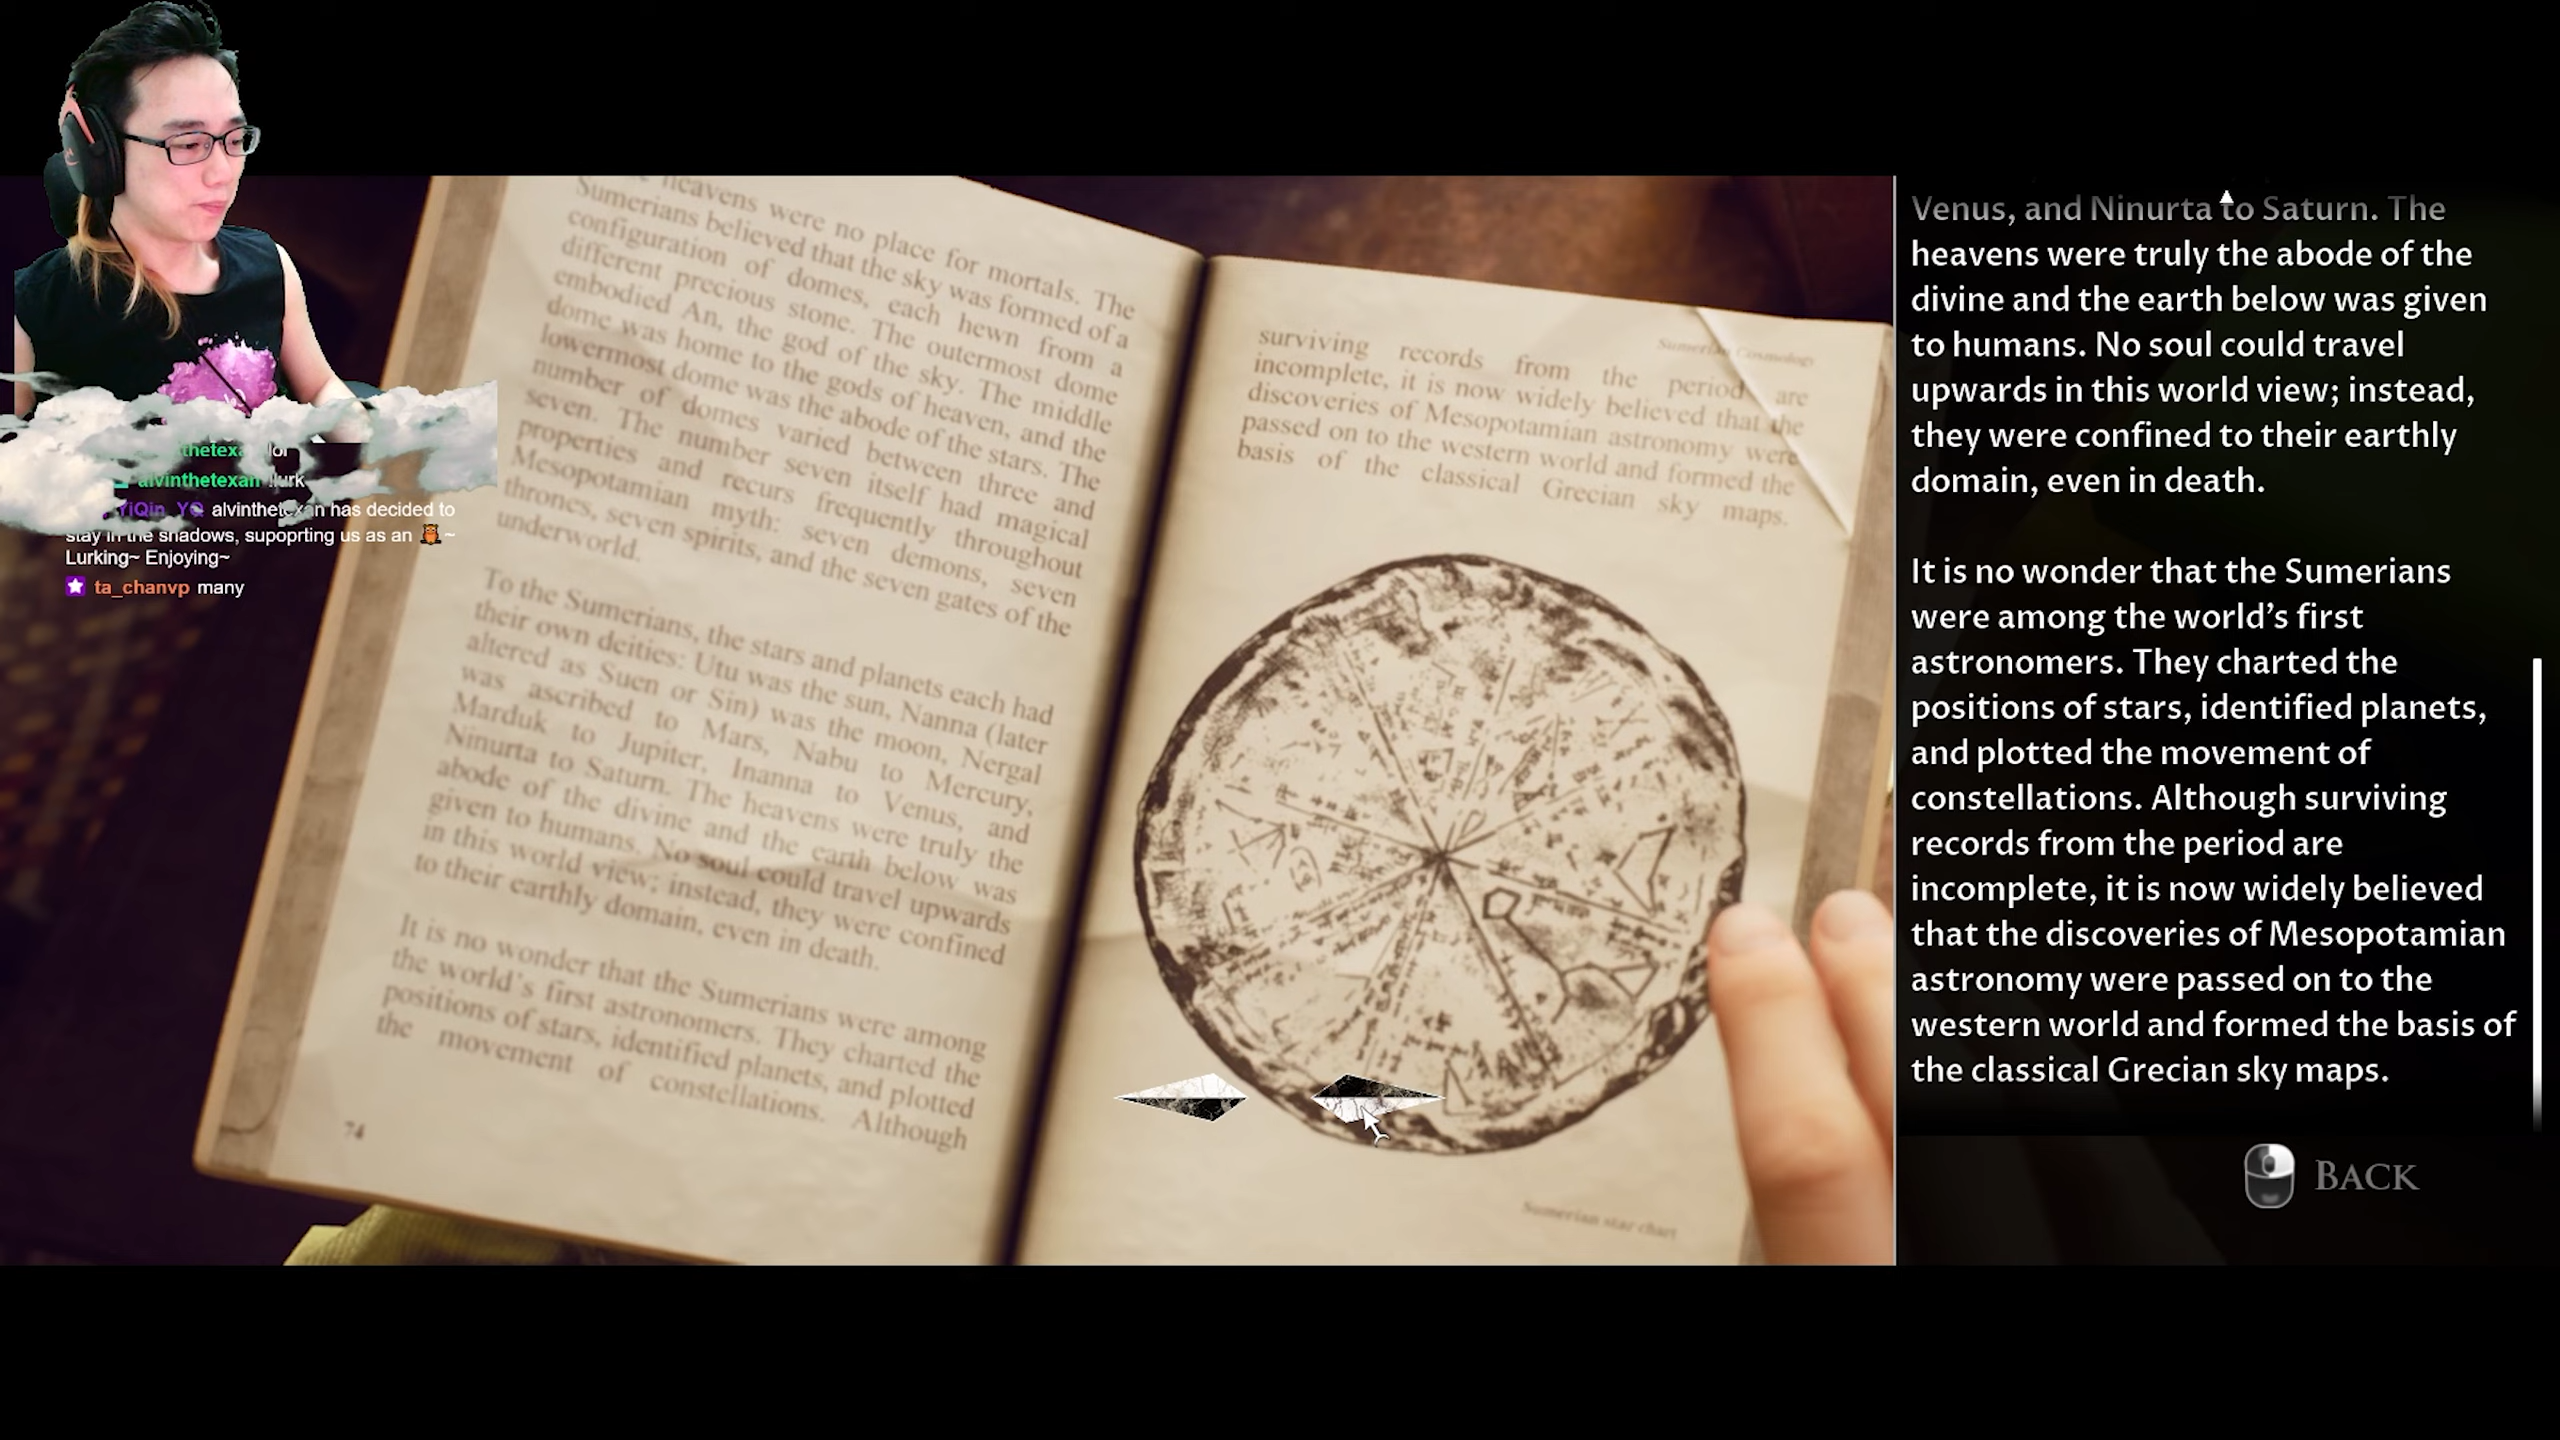 thetexa lol
alvinthetexan !lurk
YiQin_YQ alvinthetexan has decided to
stay in the shadows, supoprting us as an ~
Lurking~ Enjoying~
ta_chanvp many
heavens were no place for mortals. The
Sumerians believed that the sky was formed of a
configuration of domes, each hewn from a
different precious stone. The outermost dome
embodied An, the god of the sky. The middle
dome was home to the gods of heaven, and the
lowermost dome was the abode of the stars. The
number of domes varied between three and
seven. The number seven itself had magical
properties and recurs frequently throughout
Mesopotamian myth: seven demons, seven
thrones, seven spirits, and the seven gates of the
underworld.
To the Sumerians, the stars and planets each had
their own deities: Utu was the sun, Nanna (later
altered as Suen or Sin) was the moon, Nergal
was ascribed to Mars, Nabu to Mercury,
Marduk to Jupiter, Inanna to Venus, and
Ninurta to Saturn. The heavens were truly the
abode of the divine and the earth below was
given to humans. No soul could travel upwards
in this world view; instead, they were confined
to their earthly domain, even in death.
It is no wonder that the Sumerians were among
the world's first astronomers. They charted the
positions of stars, identified planets, and plotted
the movement of constellations. Although
74
Sumerian Cosmology
surviving records from the period are
incomplete, it is now widely believed that the
discoveries of Mesopotamian astronomy were
passed on to the western world and formed the
basis of the classical Grecian sky maps.
Sumerian star chart
Venus, and Ninurta to Saturn. The
heavens were truly the abode of the
divine and the earth below was given
to humans. No soul could travel
upwards in this world view; instead,
they were confined to their earthly
domain, even in death.
It is no wonder that the Sumerians
were among the world’s first
astronomers. They charted the
positions of stars, identified planets,
and plotted the movement of
constellations. Although surviving
records from the period are
incomplete, it is now widely believed
that the discoveries of Mesopotamian
astronomy were passed on to the
western world and formed the basis of
the classical Grecian sky maps.
BACK